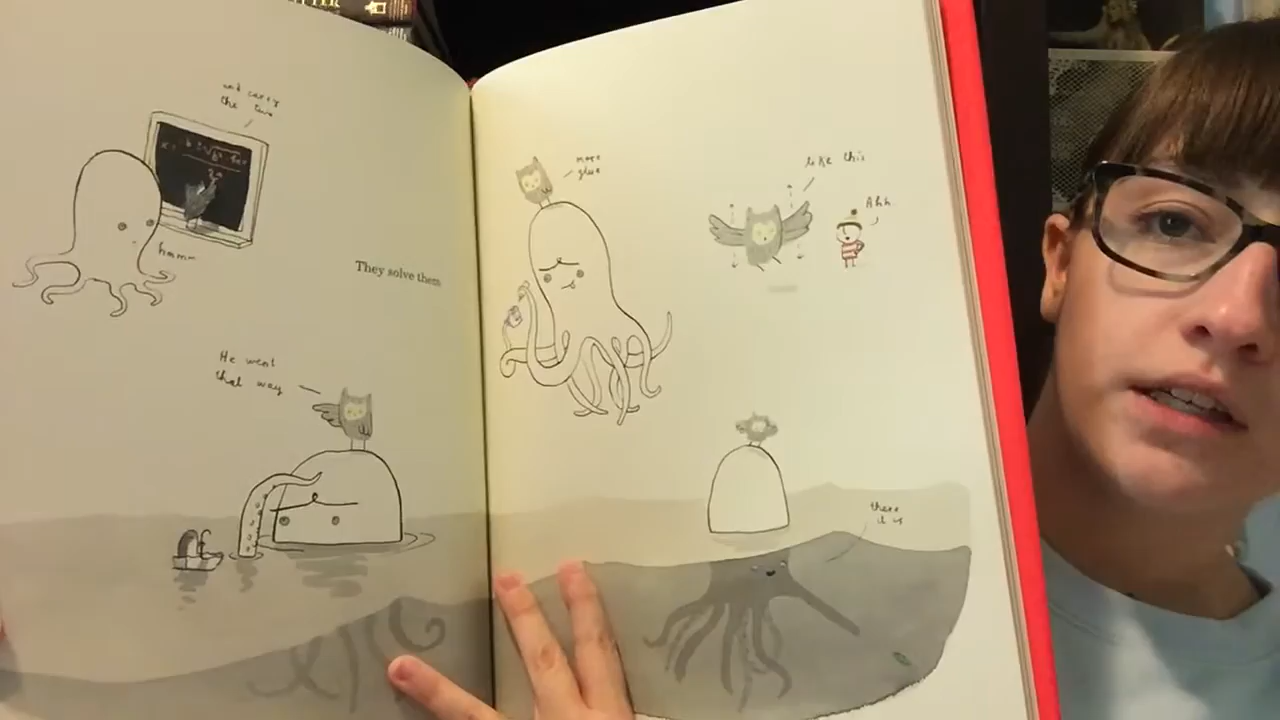 and carry
the two
hmmm
They solve them
He went
that way
more
glue
like this
Ahh
there
it is